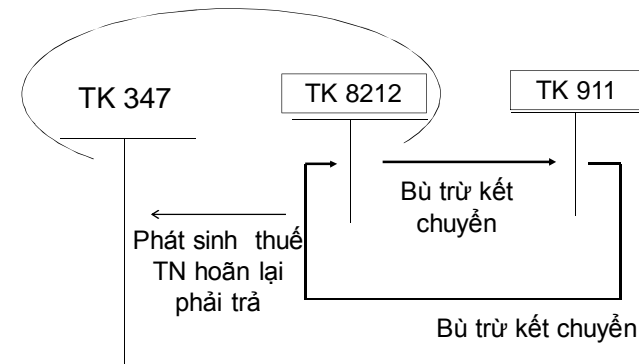 TK 347
TK 8212
TK 911
Bù trừ kết
chuyển
Phát sinh thuế
TN hoãn lại
phải trả
Bù trừ kết chuyển